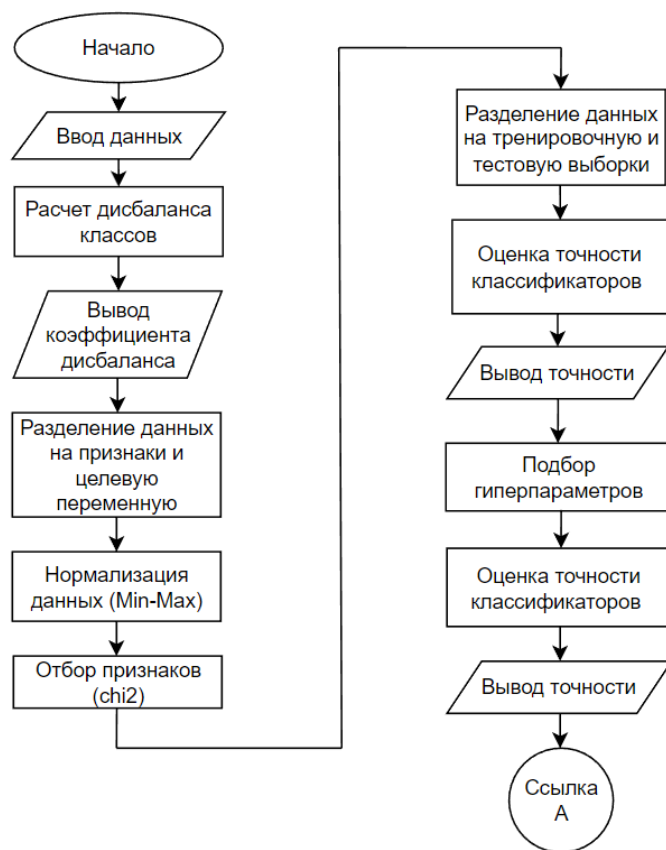 Начало
Ввод данных
Расчет дисбаланса
классов
Вывод
коэффициента
дисбаланса
Разделение данных
на признаки и
целевую
переменную
Нормализация
данных (Min-Max)
Отбор признаков
(chi2)
Разделение данных
на тренировочную и
тестовую выборки
Оценка точности
классификаторов
Вывод точности
Подбор
гиперпараметров
Оценка точности
классификаторов
Вывод точности
Ссылка
А